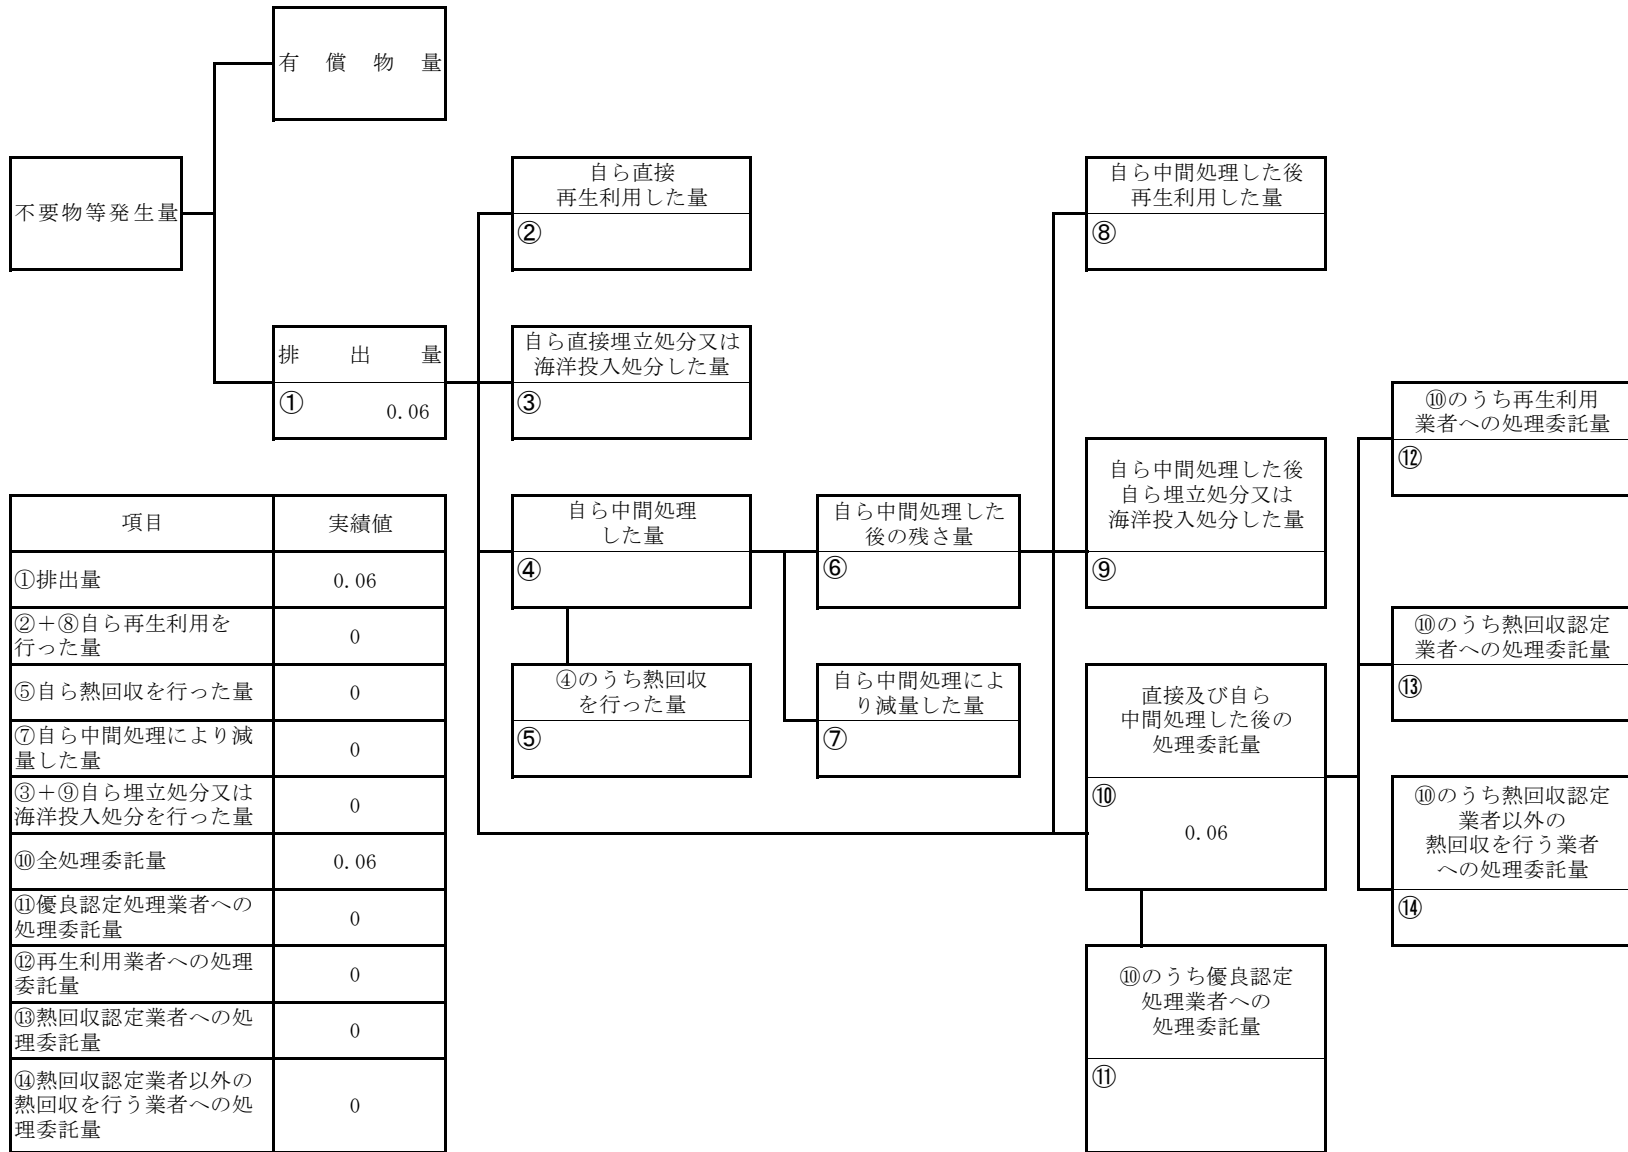 有償物量
不要物等発生量
排出量
① 0.06
自ら直接
再生利用した量
②
自ら直接埋立処分又は
海洋投入処分した量
③
自ら中間処理
した量
④
④のうち熱回収
を行った量
⑤
自ら中間処理した
後の残さ量
⑥
自ら中間処理によ
り減量した量
⑦
自ら中間処理した後
再生利用した量
⑧
自ら中間処理した後
自ら埋立処分又は
海洋投入処分した量
⑨
直接及び自ら
中間処理した後の
処理委託量
⑩
0.06
⑩のうち優良認定
処理業者への
処理委託量
⑪
⑩のうち再生利用
業者への処理委託量
⑫
⑩のうち熱回収認定
業者への処理委託量
⑬
⑩のうち熱回収認定
業者以外の
熱回収を行う業者
への処理委託量
⑭
項目 実績値
①排出量 0.06
②+⑧自ら再生利用を
行った量 0
⑤自ら熱回収を行った量 0
⑦自ら中間処理により減
量した量 0
③+⑨自ら埋立処分又は
海洋投入処分を行った量 0
⑩全処理委託量 0.06
⑪優良認定処理業者への
処理委託量 0
⑫再生利用業者への処理
委託量 0
⑬熱回収認定業者への処
理委託量 0
⑭熱回収認定業者以外の
熱回収を行う業者への処
理委託量 0